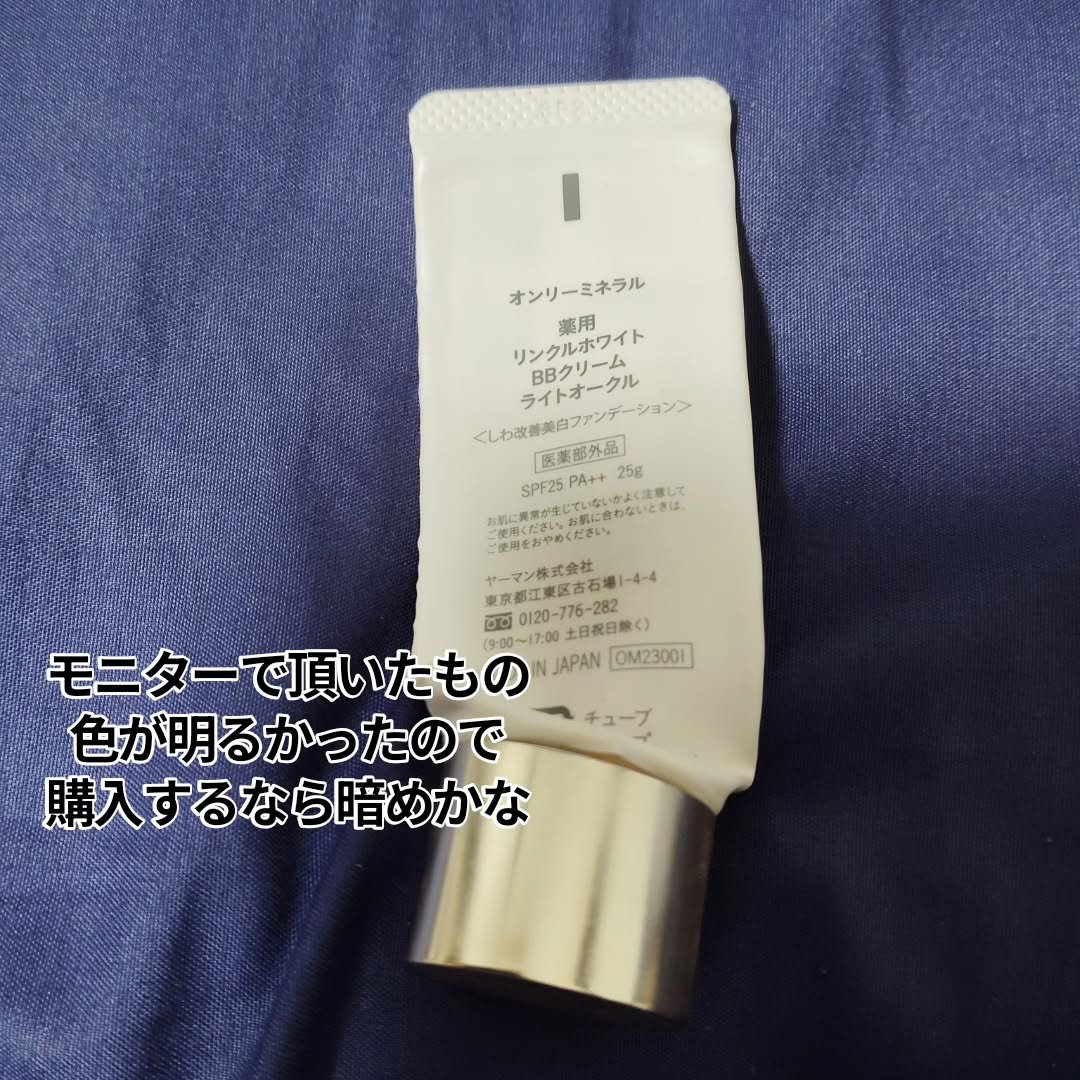 オンリーミネラル
薬用
リンクルホワイト
BBクリーム
ライトオークル
<しわ改善美白ファンデーション>
医薬部外品
SPF25 PA++ 25g
お肌に異常が生じていないかよく注意して
ご使用ください。お肌に合わないときは、
ご使用をおやめください。
ヤーマン株式会社
東京都江東区古石場1-4-4
0120-776-282
(9:00～17:00 土日祝日除く)
IN JAPAN OM23001
チューブ
モニターで頂いたもの
色が明るかったので
購入するなら暗めかな